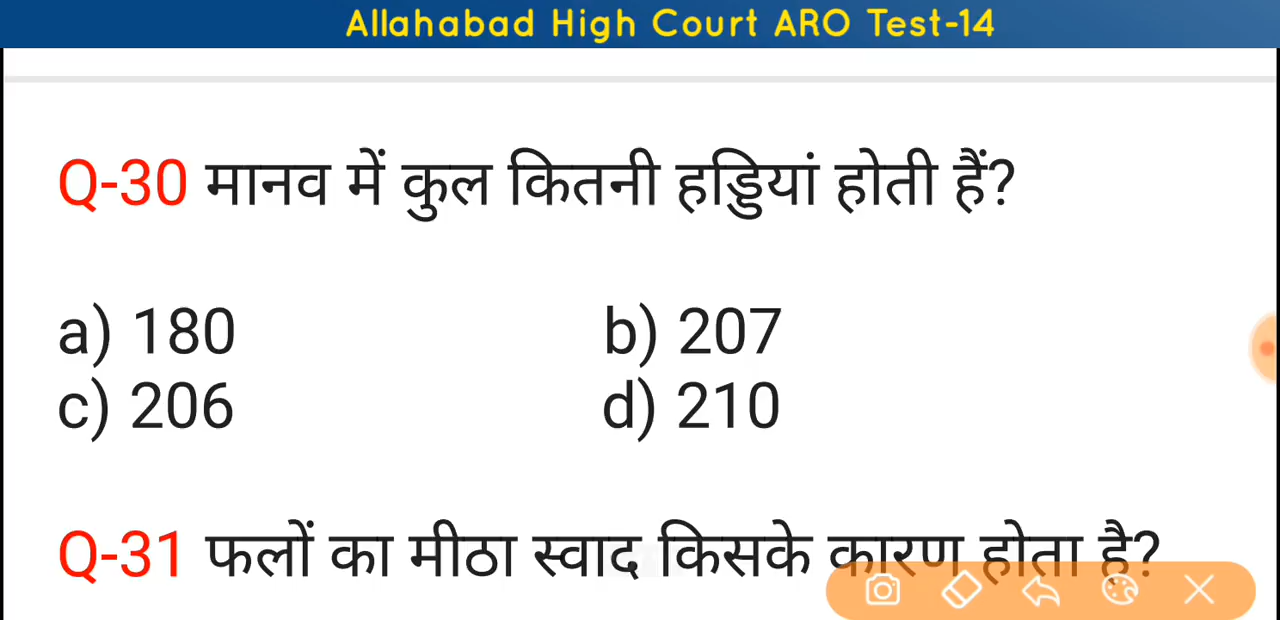 Allahabad High Court ARO Test-14
Q-30 मानव में कुल कितनी हड्डियां होती हैं?
a) 180 b) 207
c) 206 d) 210
Q-31 फलों का मीठा स्वाद किसके कारण होता है?